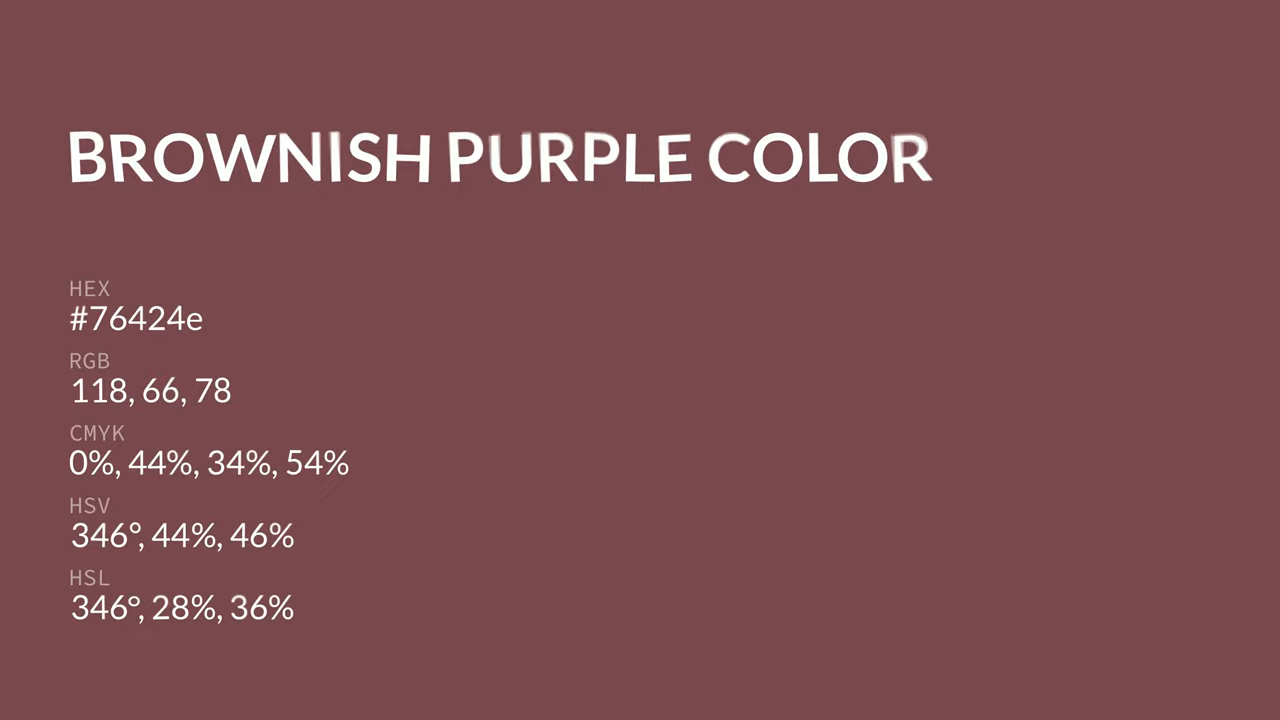 BROWNISH PURPLE COLOR
HEX
#76424e
RGB
118, 66, 78
CMYK
0%, 44%, 34%, 54%
HSV
346°, 44%, 46%
HSL
346°, 28%, 36%